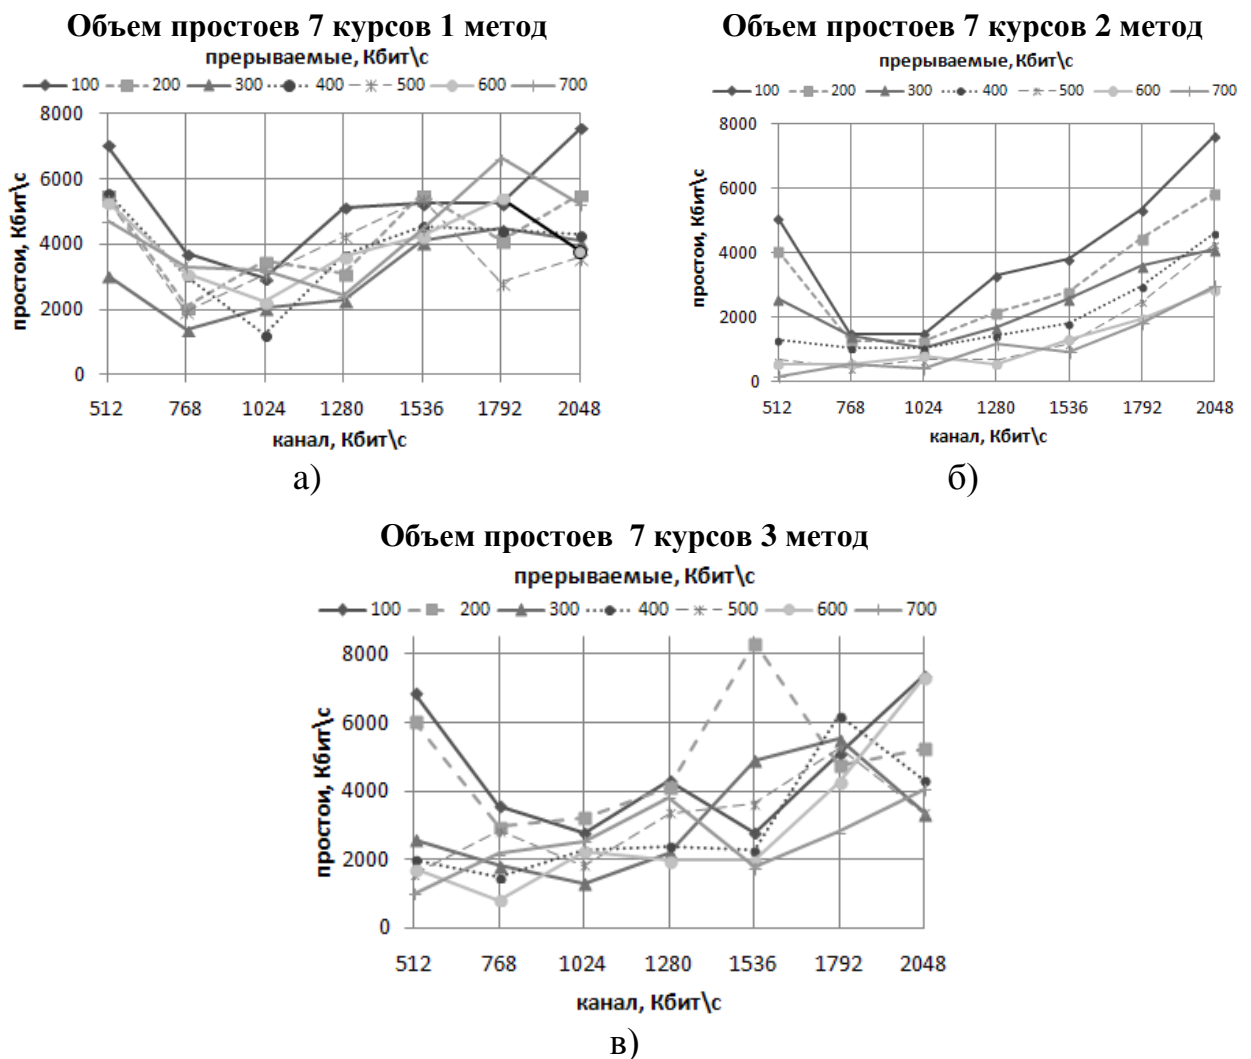 Объем простоев 7 курсов 1 метод
прерываемые, Кбит\с
100 200 300 400 500 600 700
8000
6000
4000
2000
0
простои, Кбит\с
512 768 1024 1280 1536 1792 2048
канал, Кбит\с
а)
Объем простоев 7 курсов 2 метод
прерываемые, Кбит\с
100 200 300 400 500 600 700
8000
6000
4000
2000
0
простои, Кбит\с
512 768 1024 1280 1536 1792 2048
канал, Кбит\с
б)
Объем простоев 7 курсов 3 метод
прерываемые, Кбит\с
100 200 300 400 500 600 700
8000
6000
4000
2000
0
простои, Кбит\с
512 768 1024 1280 1536 1792 2048
канал, Кбит\с
в)